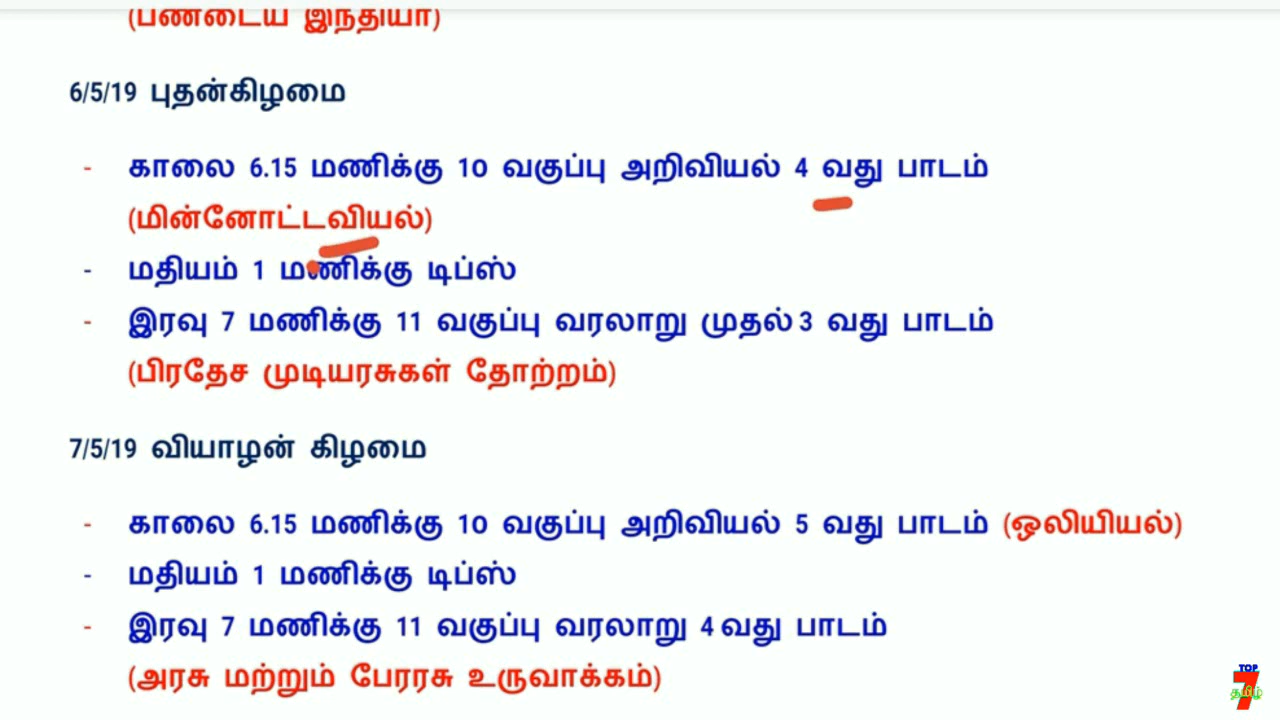 (பண்டைய இந்தியா)
6/5/19 புதன்கிழமை
- காலை 6.15 மணிக்கு 10 வகுப்பு அறிவியல் 4 வது பாடம்
(மின்னோட்டவியல்)
- மதியம் 1 மணிக்கு டிப்ஸ்
- இரவு 7 மணிக்கு 11 வகுப்பு வரலாறு முதல் 3 வது பாடம்
(பிரதேச முடியரசுகள் தோற்றம்)
7/5/19 வியாழன் கிழமை
- காலை 6.15 மணிக்கு 10 வகுப்பு அறிவியல் 5 வது பாடம் (ஒலியியல்)
- மதியம் 1 மணிக்கு டிப்ஸ்
- இரவு 7 மணிக்கு 11 வகுப்பு வரலாறு 4 வது பாடம்
(அரசு மற்றும் பேரரசு உருவாக்கம்)
TOP
7
தமிழ்